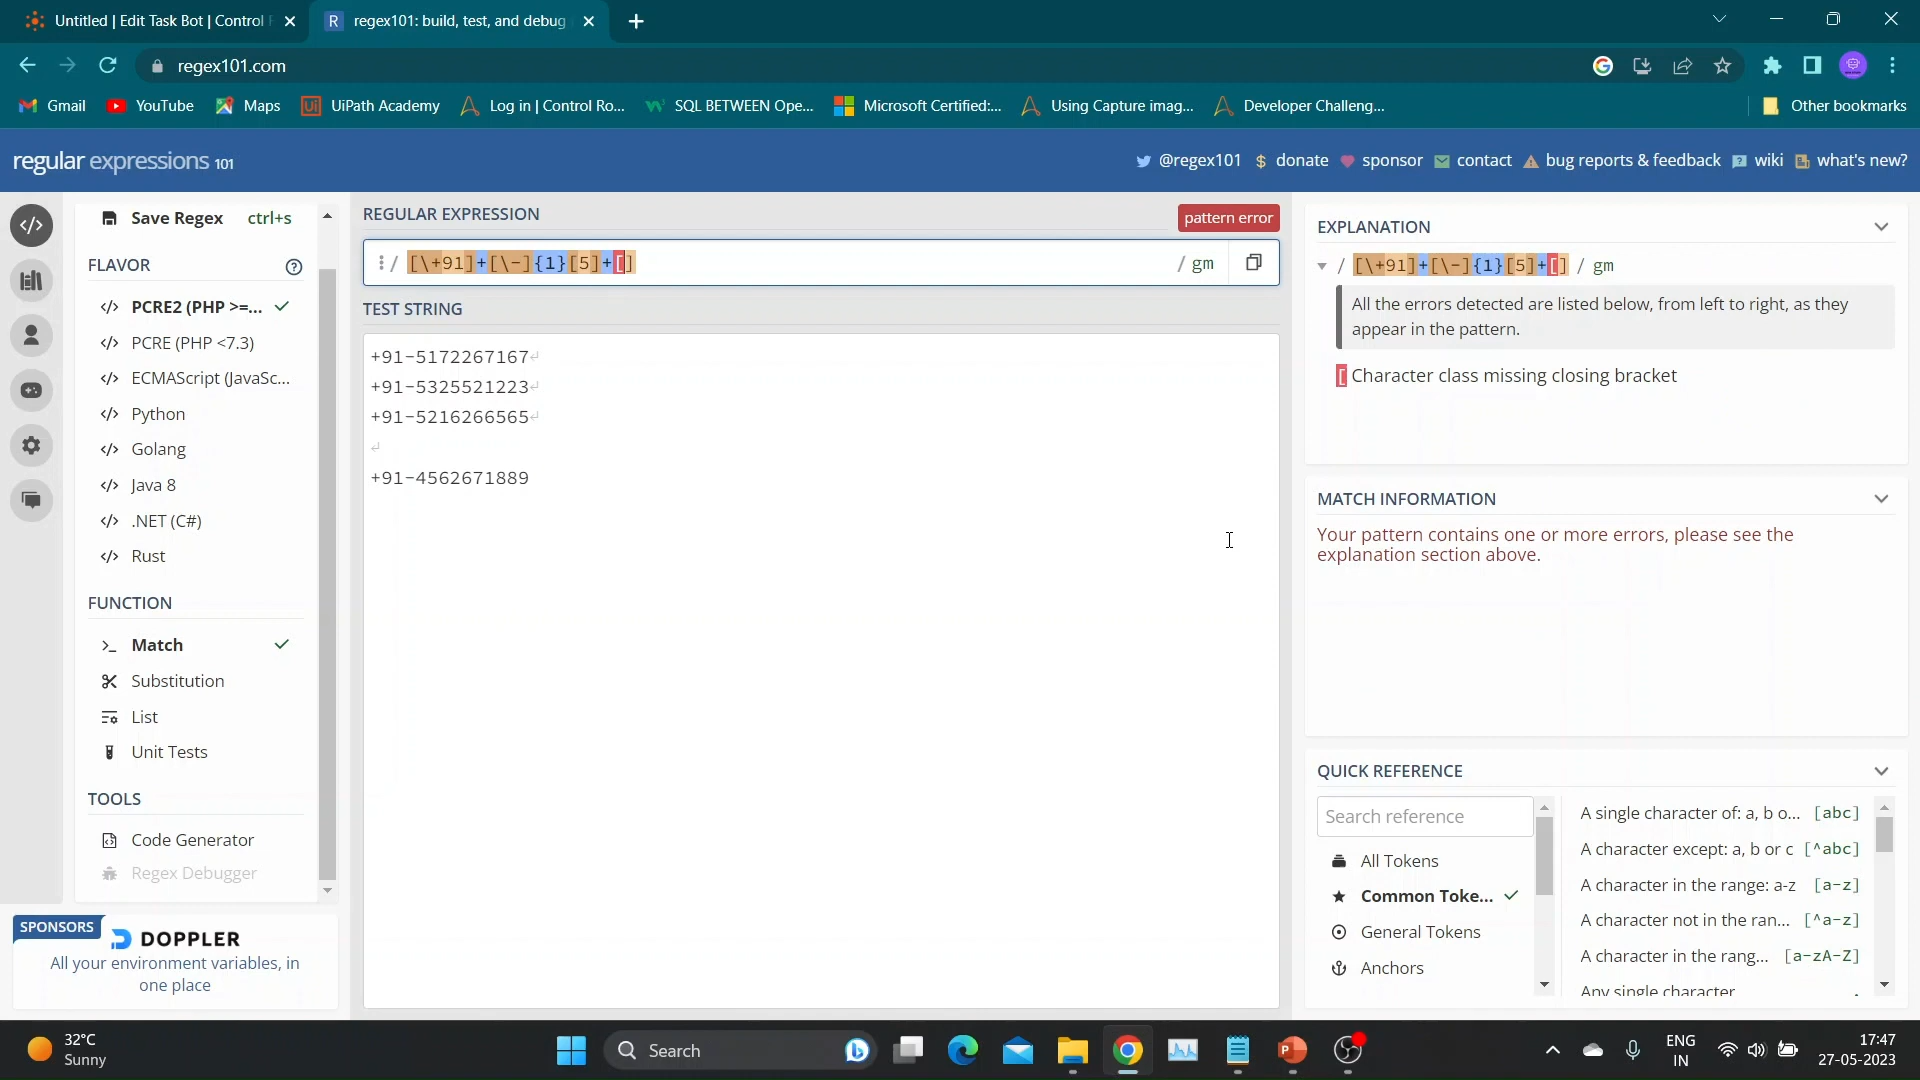 Untitled | Edit Task Bot | Control
regex101: build, test, and debug
regex101.com
Gmail
YouTube
Maps
UiPath Academy
Log in | Control Ro...
SQL BETWEEN Ope...
Microsoft Certified:...
Using Capture imag...
Developer Challeng...
Other bookmarks
regular expressions 101
@regex101
$ donate
sponsor
contact
bug reports & feedback
wiki
what's new?
Save Regex ctrl+s
FLAVOR
</> PCRE2 (PHP >=...
</> PCRE (PHP <7.3)
</> ECMAScript (JavaSc...
</> Python
</> Golang
</> Java 8
</> .NET (C#)
</> Rust
FUNCTION
Match
Substitution
List
Unit Tests
TOOLS
Code Generator
Regex Debugger
SPONSORS
DOPPLER
All your environment variables, in
one place
REGULAR EXPRESSION
pattern error
/ [\+91]+[\-]{1}[5]+[] / gm
TEST STRING
+91-5172267167
+91-5325521223
+91-5216266565
+91-4562671889
EXPLANATION
/ [\+91]+[\-]{1}[5]+[] / gm
All the errors detected are listed below, from left to right, as they
appear in the pattern.
[ Character class missing closing bracket
MATCH INFORMATION
Your pattern contains one or more errors, please see the
explanation section above.
QUICK REFERENCE
Search reference
All Tokens
Common Toke...
General Tokens
Anchors
A single character of: a, b o... [abc]
A character except: a, b or c [^abc]
A character in the range: a-z [a-z]
A character not in the ran... [^a-z]
A character in the rang... [a-zA-Z]
Any single character .
32°C
Sunny
Search
ENG
IN
17:47
27-05-2023